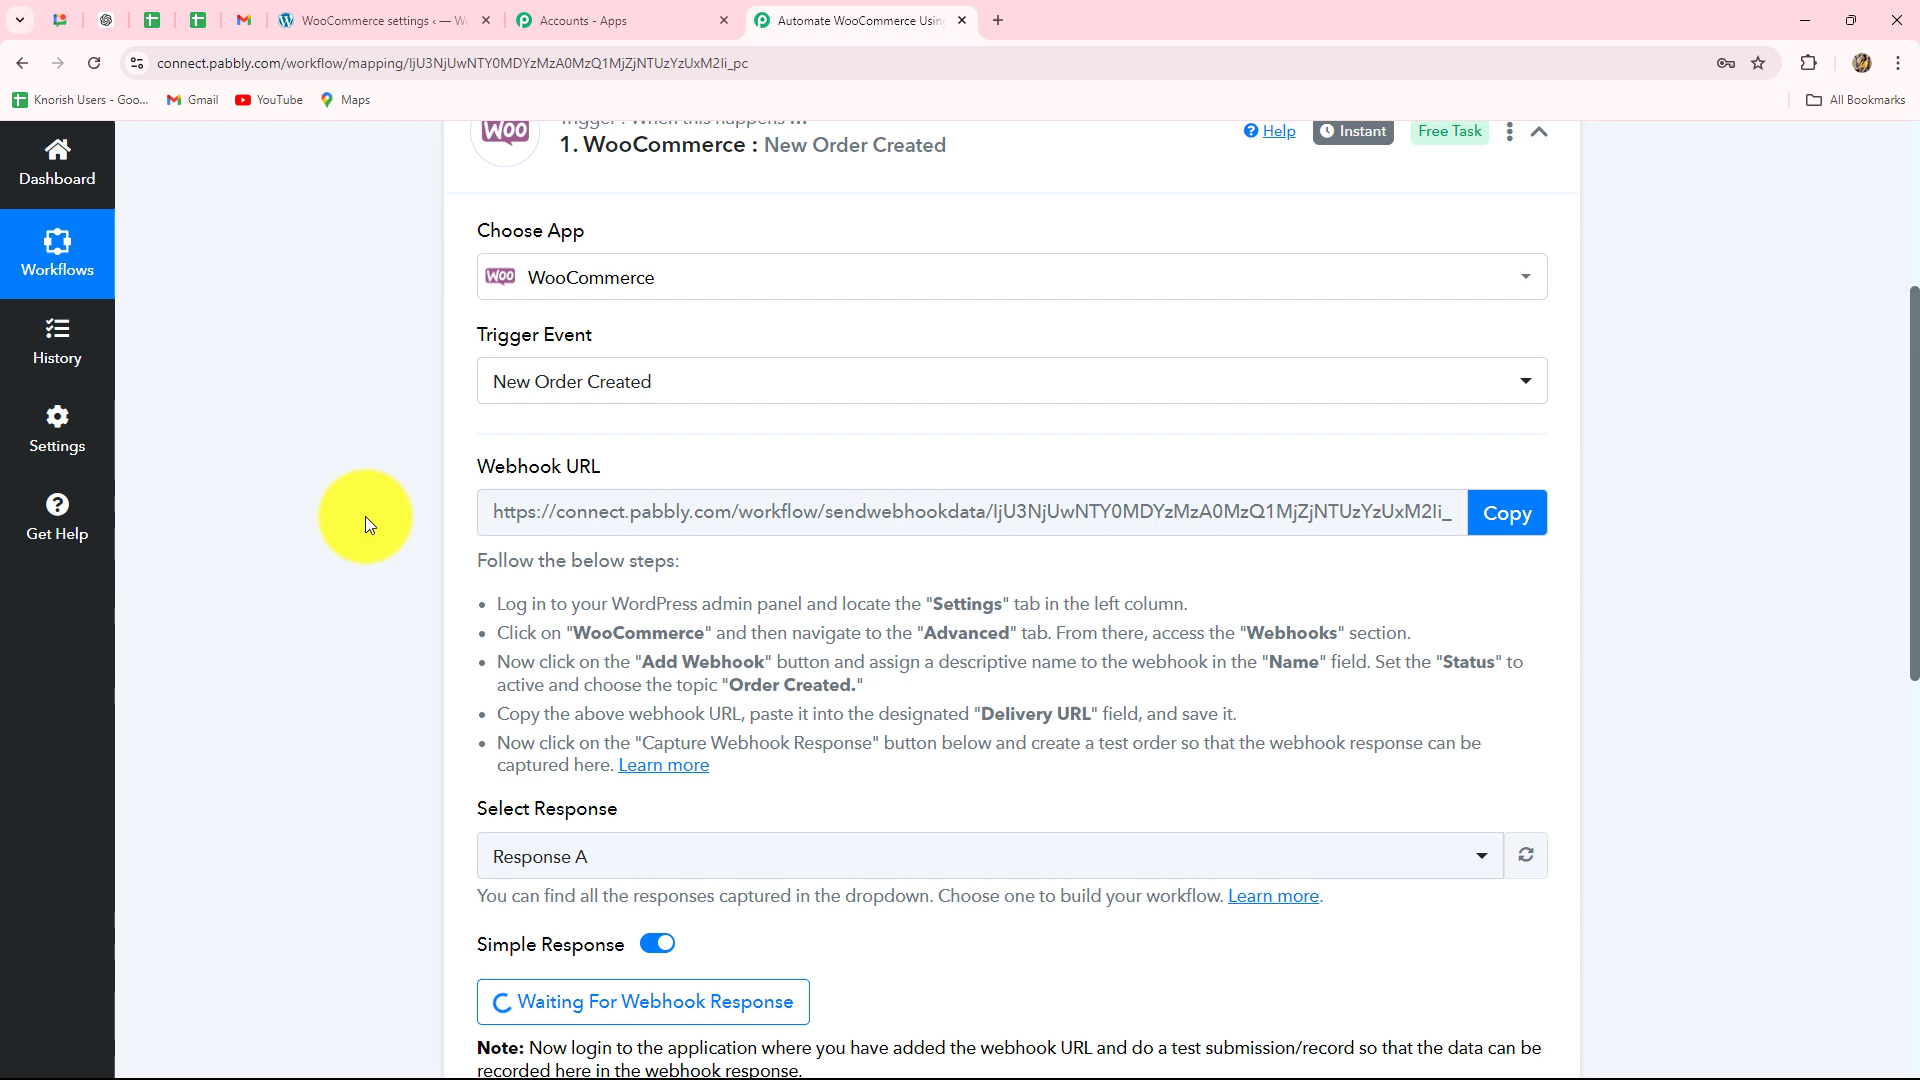 WooCommerce settings ‹ — Wo
Accounts - Apps
Automate WooCommerce Usin
connect.pabbly.com/workflow/mapping/IjU3NjUwNTY0MDYzMzA0MzQ1MjZjNTUzYzUxM2Ii_pc
Knorish Users - Goo...
Gmail
YouTube
Maps
All Bookmarks
Dashboard
Workflows
History
Settings
Get Help
WOO
Trigger : When this happens ...
1. WooCommerce : New Order Created
Help
Instant
Free Task
Choose App
WOO WooCommerce
Trigger Event
New Order Created
Webhook URL
https://connect.pabbly.com/workflow/sendwebhookdata/IjU3NjUwNTY0MDYzMzA0MzQ1MjZjNTUzYzUxM2Ii_
Copy
Follow the below steps:
• Log in to your WordPress admin panel and locate the "Settings" tab in the left column.
• Click on "WooCommerce" and then navigate to the "Advanced" tab. From there, access the "Webhooks" section.
• Now click on the "Add Webhook" button and assign a descriptive name to the webhook in the "Name" field. Set the "Status" to
active and choose the topic "Order Created."
• Copy the above webhook URL, paste it into the designated "Delivery URL" field, and save it.
• Now click on the "Capture Webhook Response" button below and create a test order so that the webhook response can be
captured here. Learn more
Select Response
Response A
You can find all the responses captured in the dropdown. Choose one to build your workflow. Learn more.
Simple Response
Waiting For Webhook Response
Note: Now login to the application where you have added the webhook URL and do a test submission/record so that the data can be
recorded here in the webhook response.